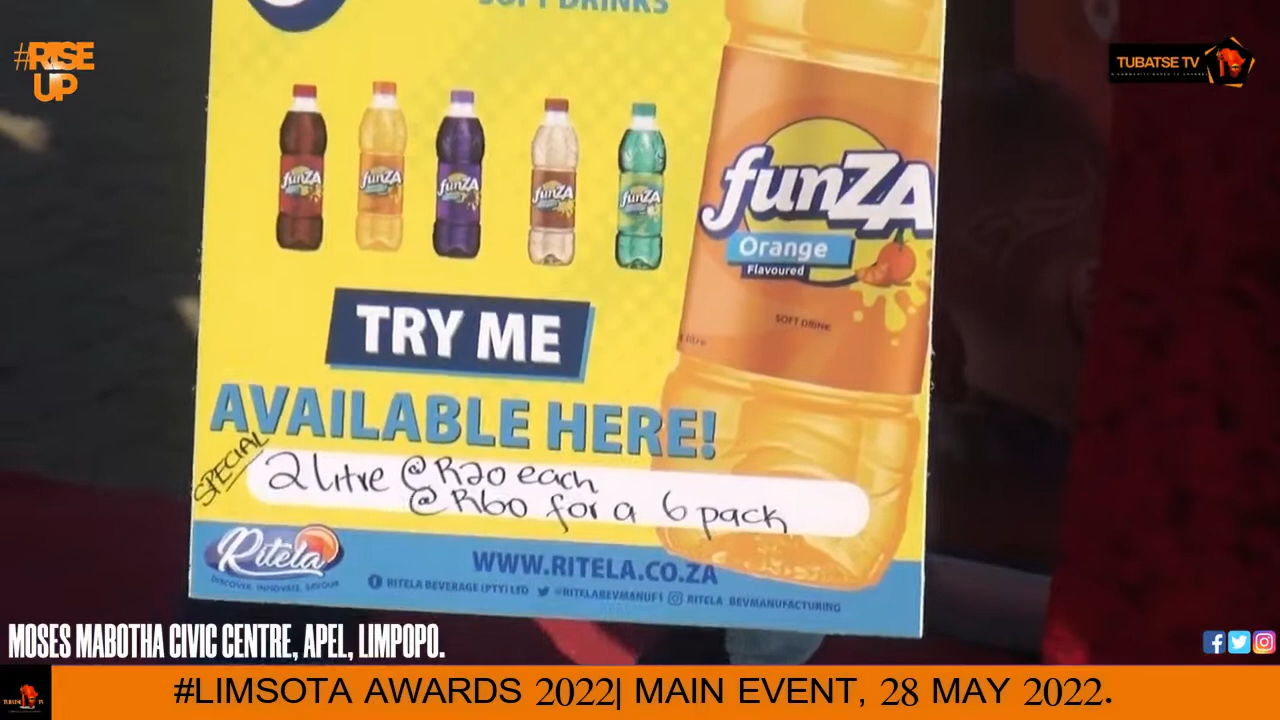 SOFT DRINKS
#RISE
UP
TUBATSE TV
funZA
funZA
funZA
funZA
funZA
funZA
Orange
Flavoured
SOFT DRINK
litre
TRY ME
AVAILABLE HERE!
SPECIAL
2 litre @R20 each
@R60 for a 6 pack
Ritela
DISCOVER. INNOVATE. SAVOUR
WWW.RITELA.CO.ZA
RITELA BEVERAGE (PTY) LTD @RITELABEVMANUF1 RITELA_BEVMANUFACTURING
MOSES MABOTHA CIVIC CENTRE, APEL, LIMPOPO.
TUBATSE TV
#LIMSOTA AWARDS 2022| MAIN EVENT, 28 MAY 2022.